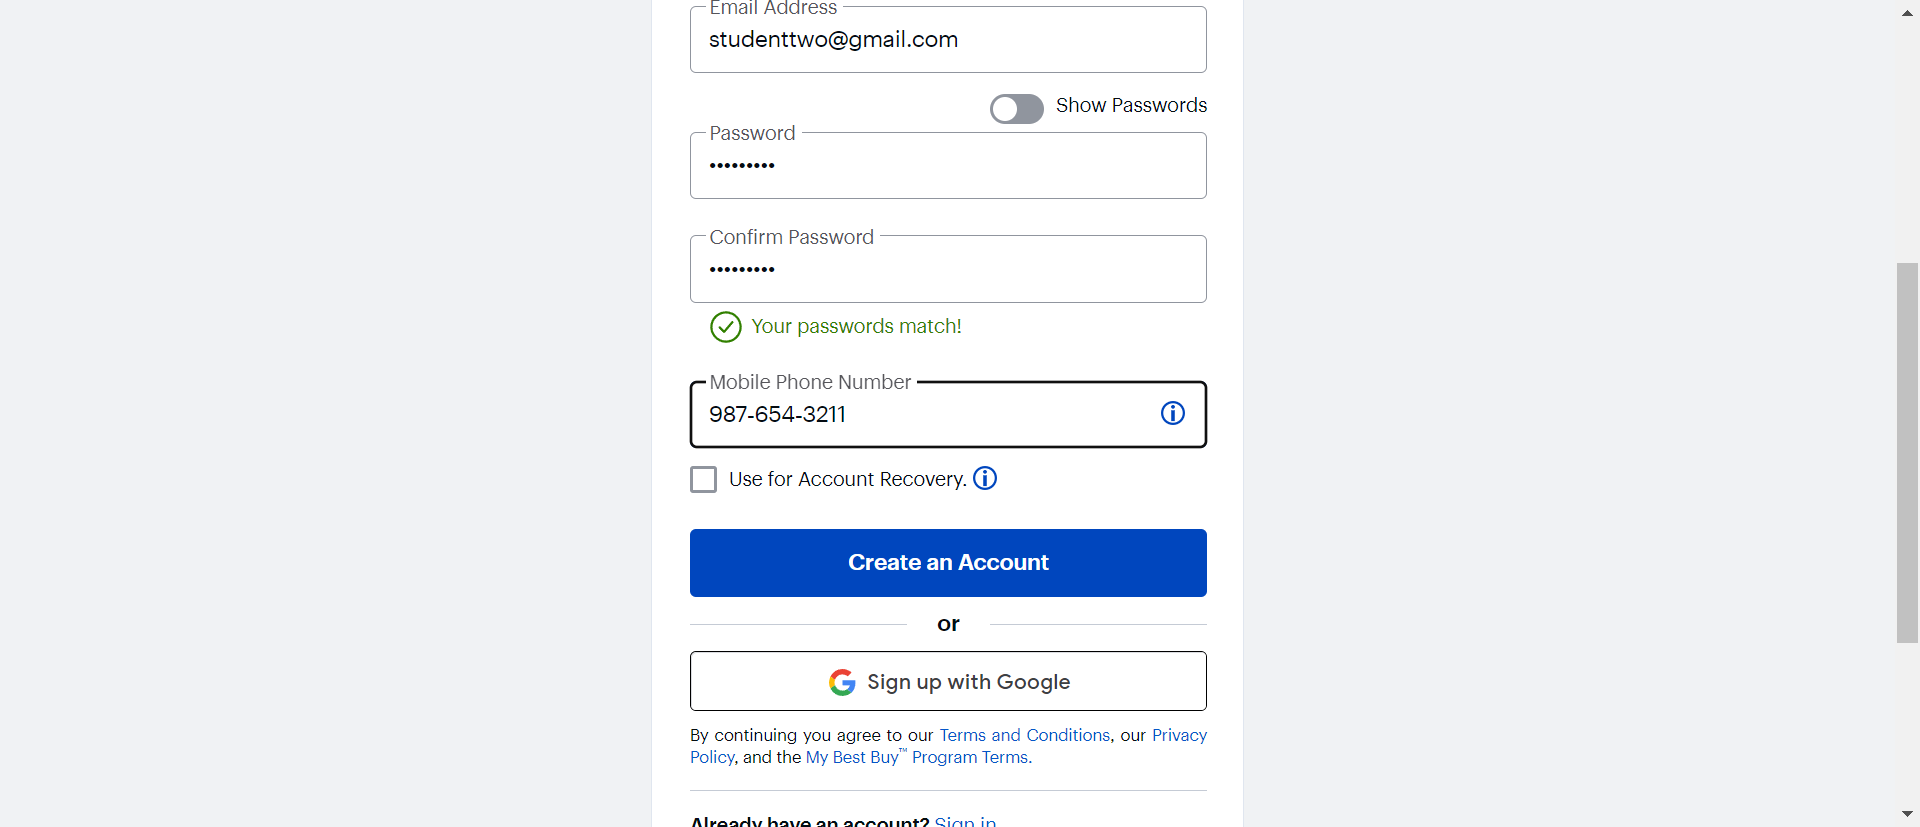 Email Address
studenttwo@gmail.com
Show Passwords
Password
•••••••••
Confirm Password
•••••••••
Your passwords match!
Mobile Phone Number
987-654-3211
Use for Account Recovery.
Create an Account
or
Sign up with Google
By continuing you agree to our Terms and Conditions, our Privacy
Policy, and the My Best Buy™ Program Terms.
Already have an account? Sign in